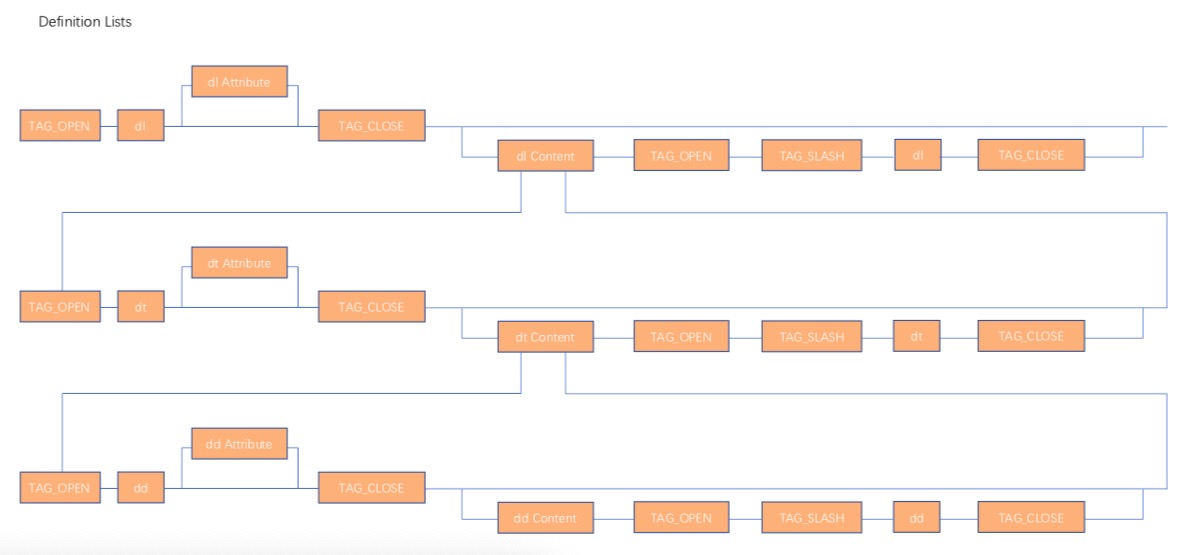 Definition Lists
dl Attribute
TAG_OPEN dl TAG_CLOSE
dl Content TAG_OPEN TAG_SLASH dl TAG_CLOSE
dt Attribute
TAG_OPEN dt TAG_CLOSE
dt Content TAG_OPEN TAG_SLASH dt TAG_CLOSE
dd Attribute
TAG_OPEN dd TAG_CLOSE
dd Content TAG_OPEN TAG_SLASH dd TAG_CLOSE